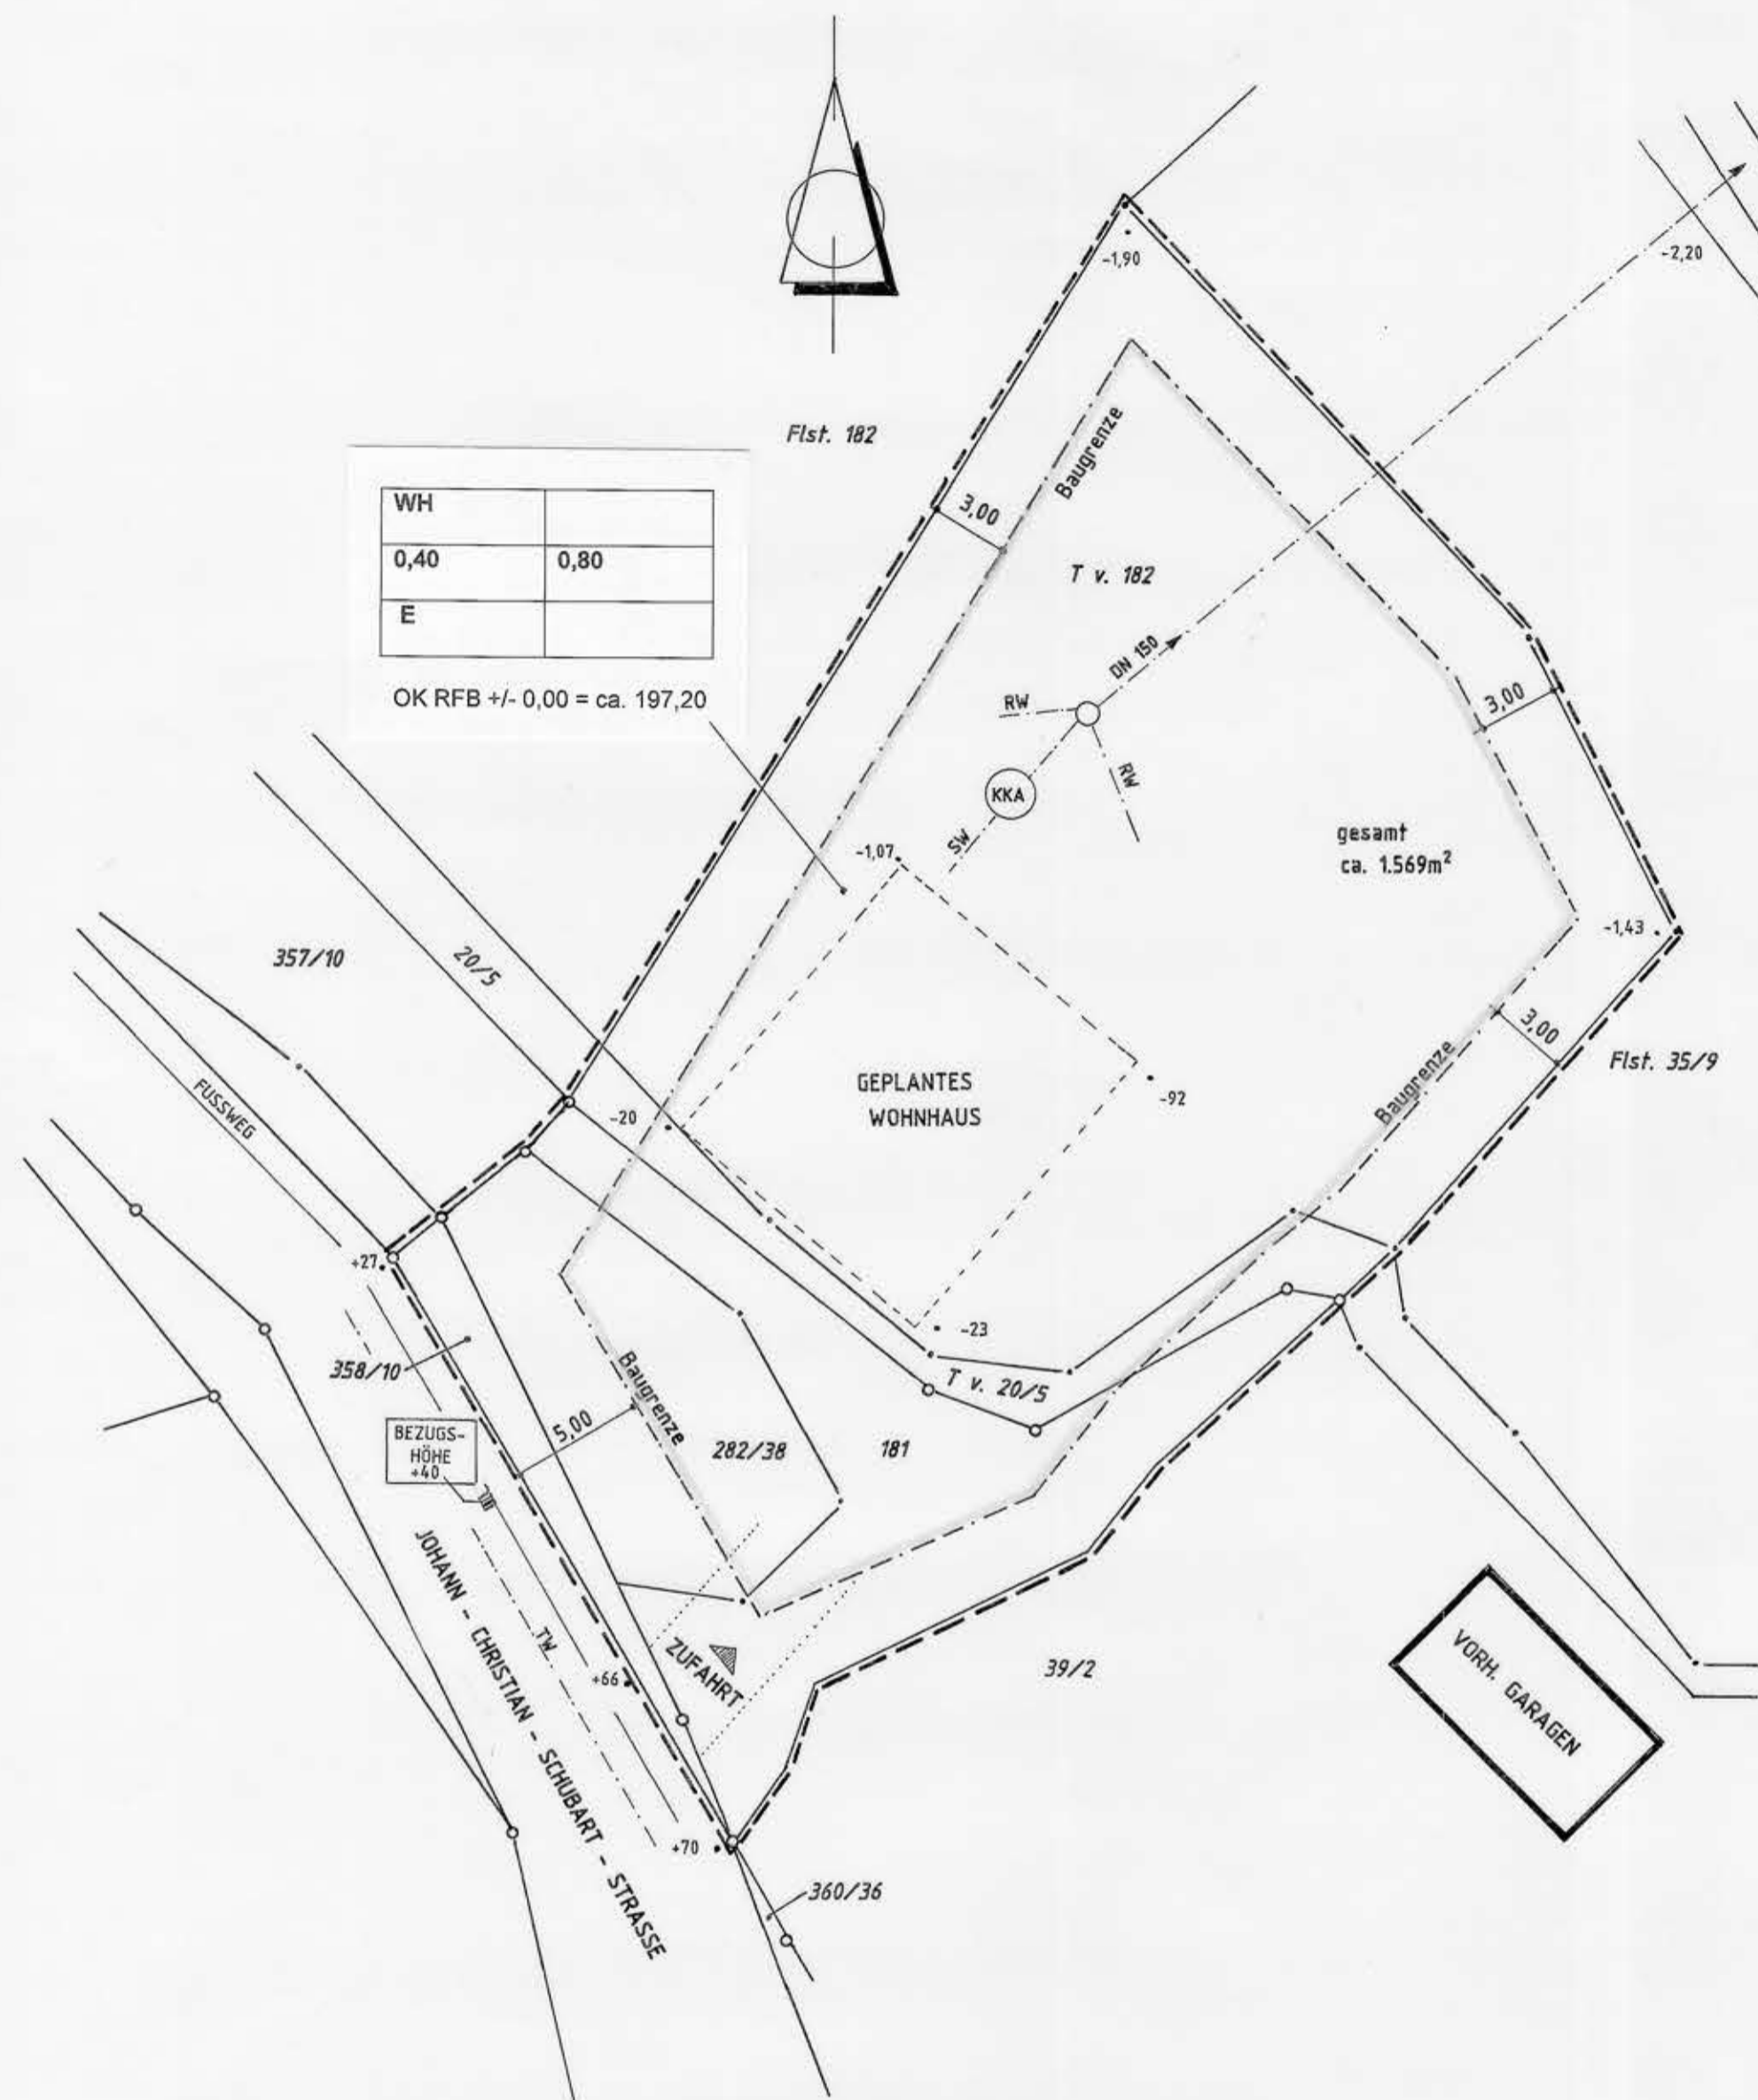 -1,90
-2,20
Flst. 182
Baugrenze
WH
0,40 0,80
E
OK RFB +/- 0,00 = ca. 197,20
3,00
T v. 182
DN 150
RW
RW
KKA
SW
3,00
gesamt
ca. 1.569m²
-1,07
-1,43
357/10
20/5
3,00
Flst. 35/9
Baugrenze
FUSSWEG
-20
GEPLANTES
WOHNHAUS
-92
+27
-23
358/10
Baugrenze
T v. 20/5
5,00
282/38
181
BEZUGS-
HÖHE
+40
JOHANN - CHRISTIAN - SCHUBART - STRASSE
TW
+66
ZUFAHRT
39/2
VORH. GARAGEN
+70
360/36